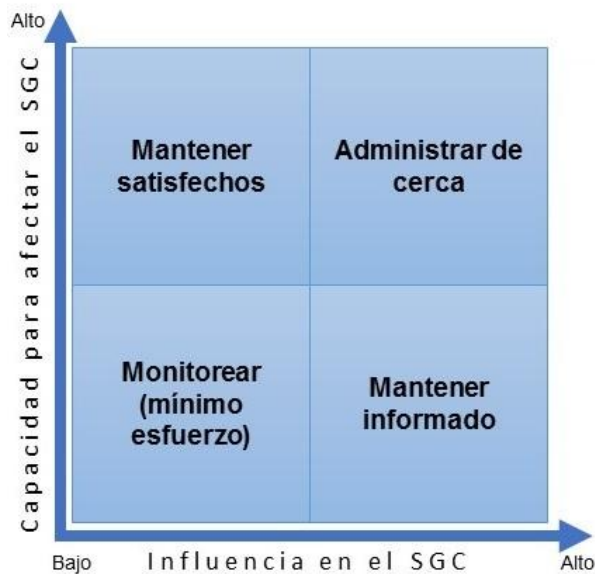 Alto
Capacidad para afectar el SGC
Mantener
satisfechos
Administrar de
cerca
Monitorear
(mínimo
esfuerzo)
Mantener
informado
Bajo
Influencia en el SGC
Alto